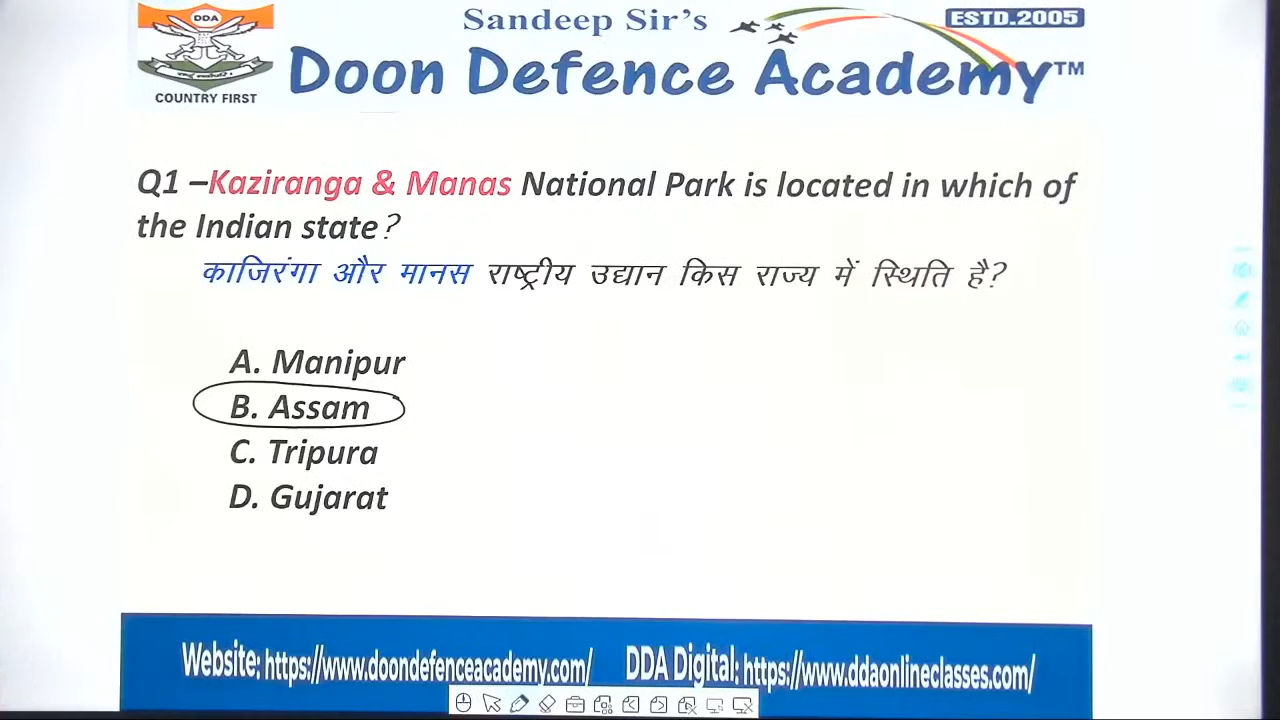 DDA
COUNTRY FIRST
Sandeep Sir's
ESTD.2005
Doon Defence Academy™
Q1 –Kaziranga & Manas National Park is located in which of
the Indian state?
काजिरंगा और मानस राष्ट्रीय उद्यान किस राज्य में स्थिति है?
A. Manipur
B. Assam
C. Tripura
D. Gujarat
Website: https://www.doondefenceacademy.com/ DDA Digital: https://www.ddaonlineclasses.com/